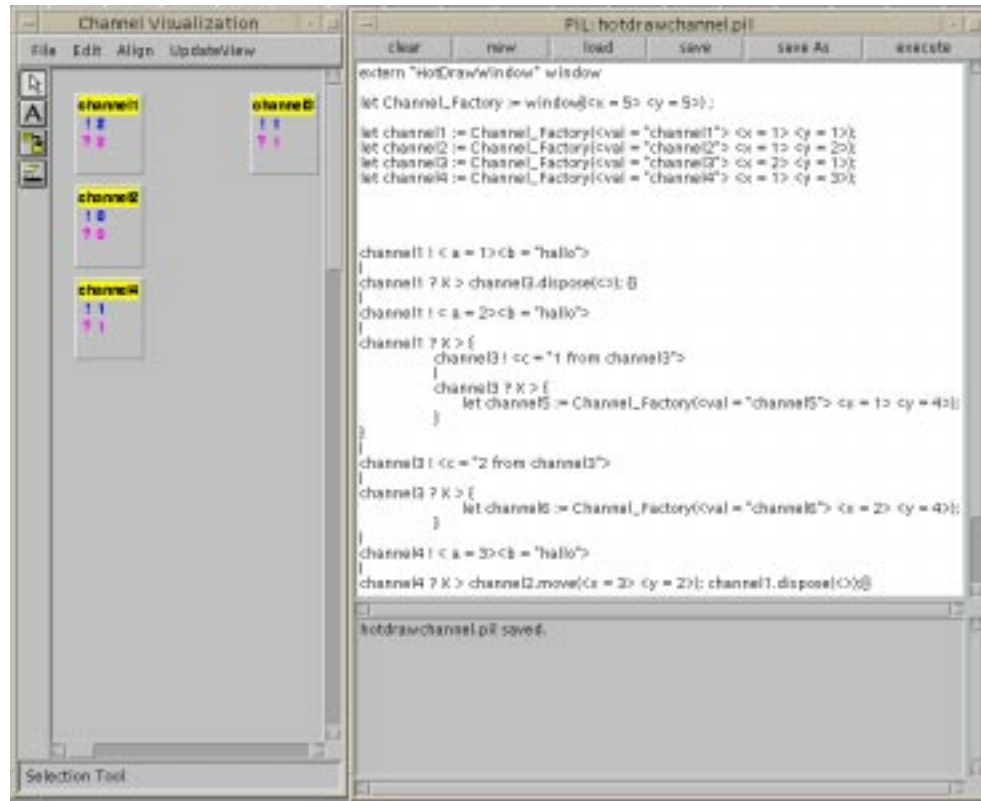 Channel Visualization
File Edit Align UpdateView
channel1
! 2
? 2
channel3
! 1
? 1
channel2
! 0
? 0
channel4
! 1
? 1
Selection Tool
PIL: hotdrawchannel.pil
clear new load save save As execute
extern "HotDrawWindow" window
let Channel_Factory := window(<x = 5> <y = 5>) ;
let channel1 := Channel_Factory(<val = "channel1"> <x = 1> <y = 1>);
let channel2 := Channel_Factory(<val = "channel2"> <x = 1> <y = 2>);
let channel3 := Channel_Factory(<val = "channel3"> <x = 2> <y = 1>);
let channel4 := Channel_Factory(<val = "channel4"> <x = 1> <y = 3>);
channel1 ! < a = 1><b = "hallo">
|
channel1 ? X > channel3.dispose(<>); {}
|
channel1 ! < a = 2><b = "hallo">
|
channel1 ? X > {
channel3 ! <c = "1 from channel3">
|
channel3 ? X > {
let channel5 := Channel_Factory(<val = "channel5"> <x = 1> <y = 4>);
}
}
|
channel3 ! <c = "2 from channel3">
|
channel3 ? X > {
let channel6 := Channel_Factory(<val = "channel6"> <x = 2> <y = 4>);
}
|
channel4 ! < a = 3><b = "hallo">
|
channel4 ? X > channel2.move(<x = 3> <y = 2>); channel1.dispose(<>);{}
hotdrawchannel.pil saved.